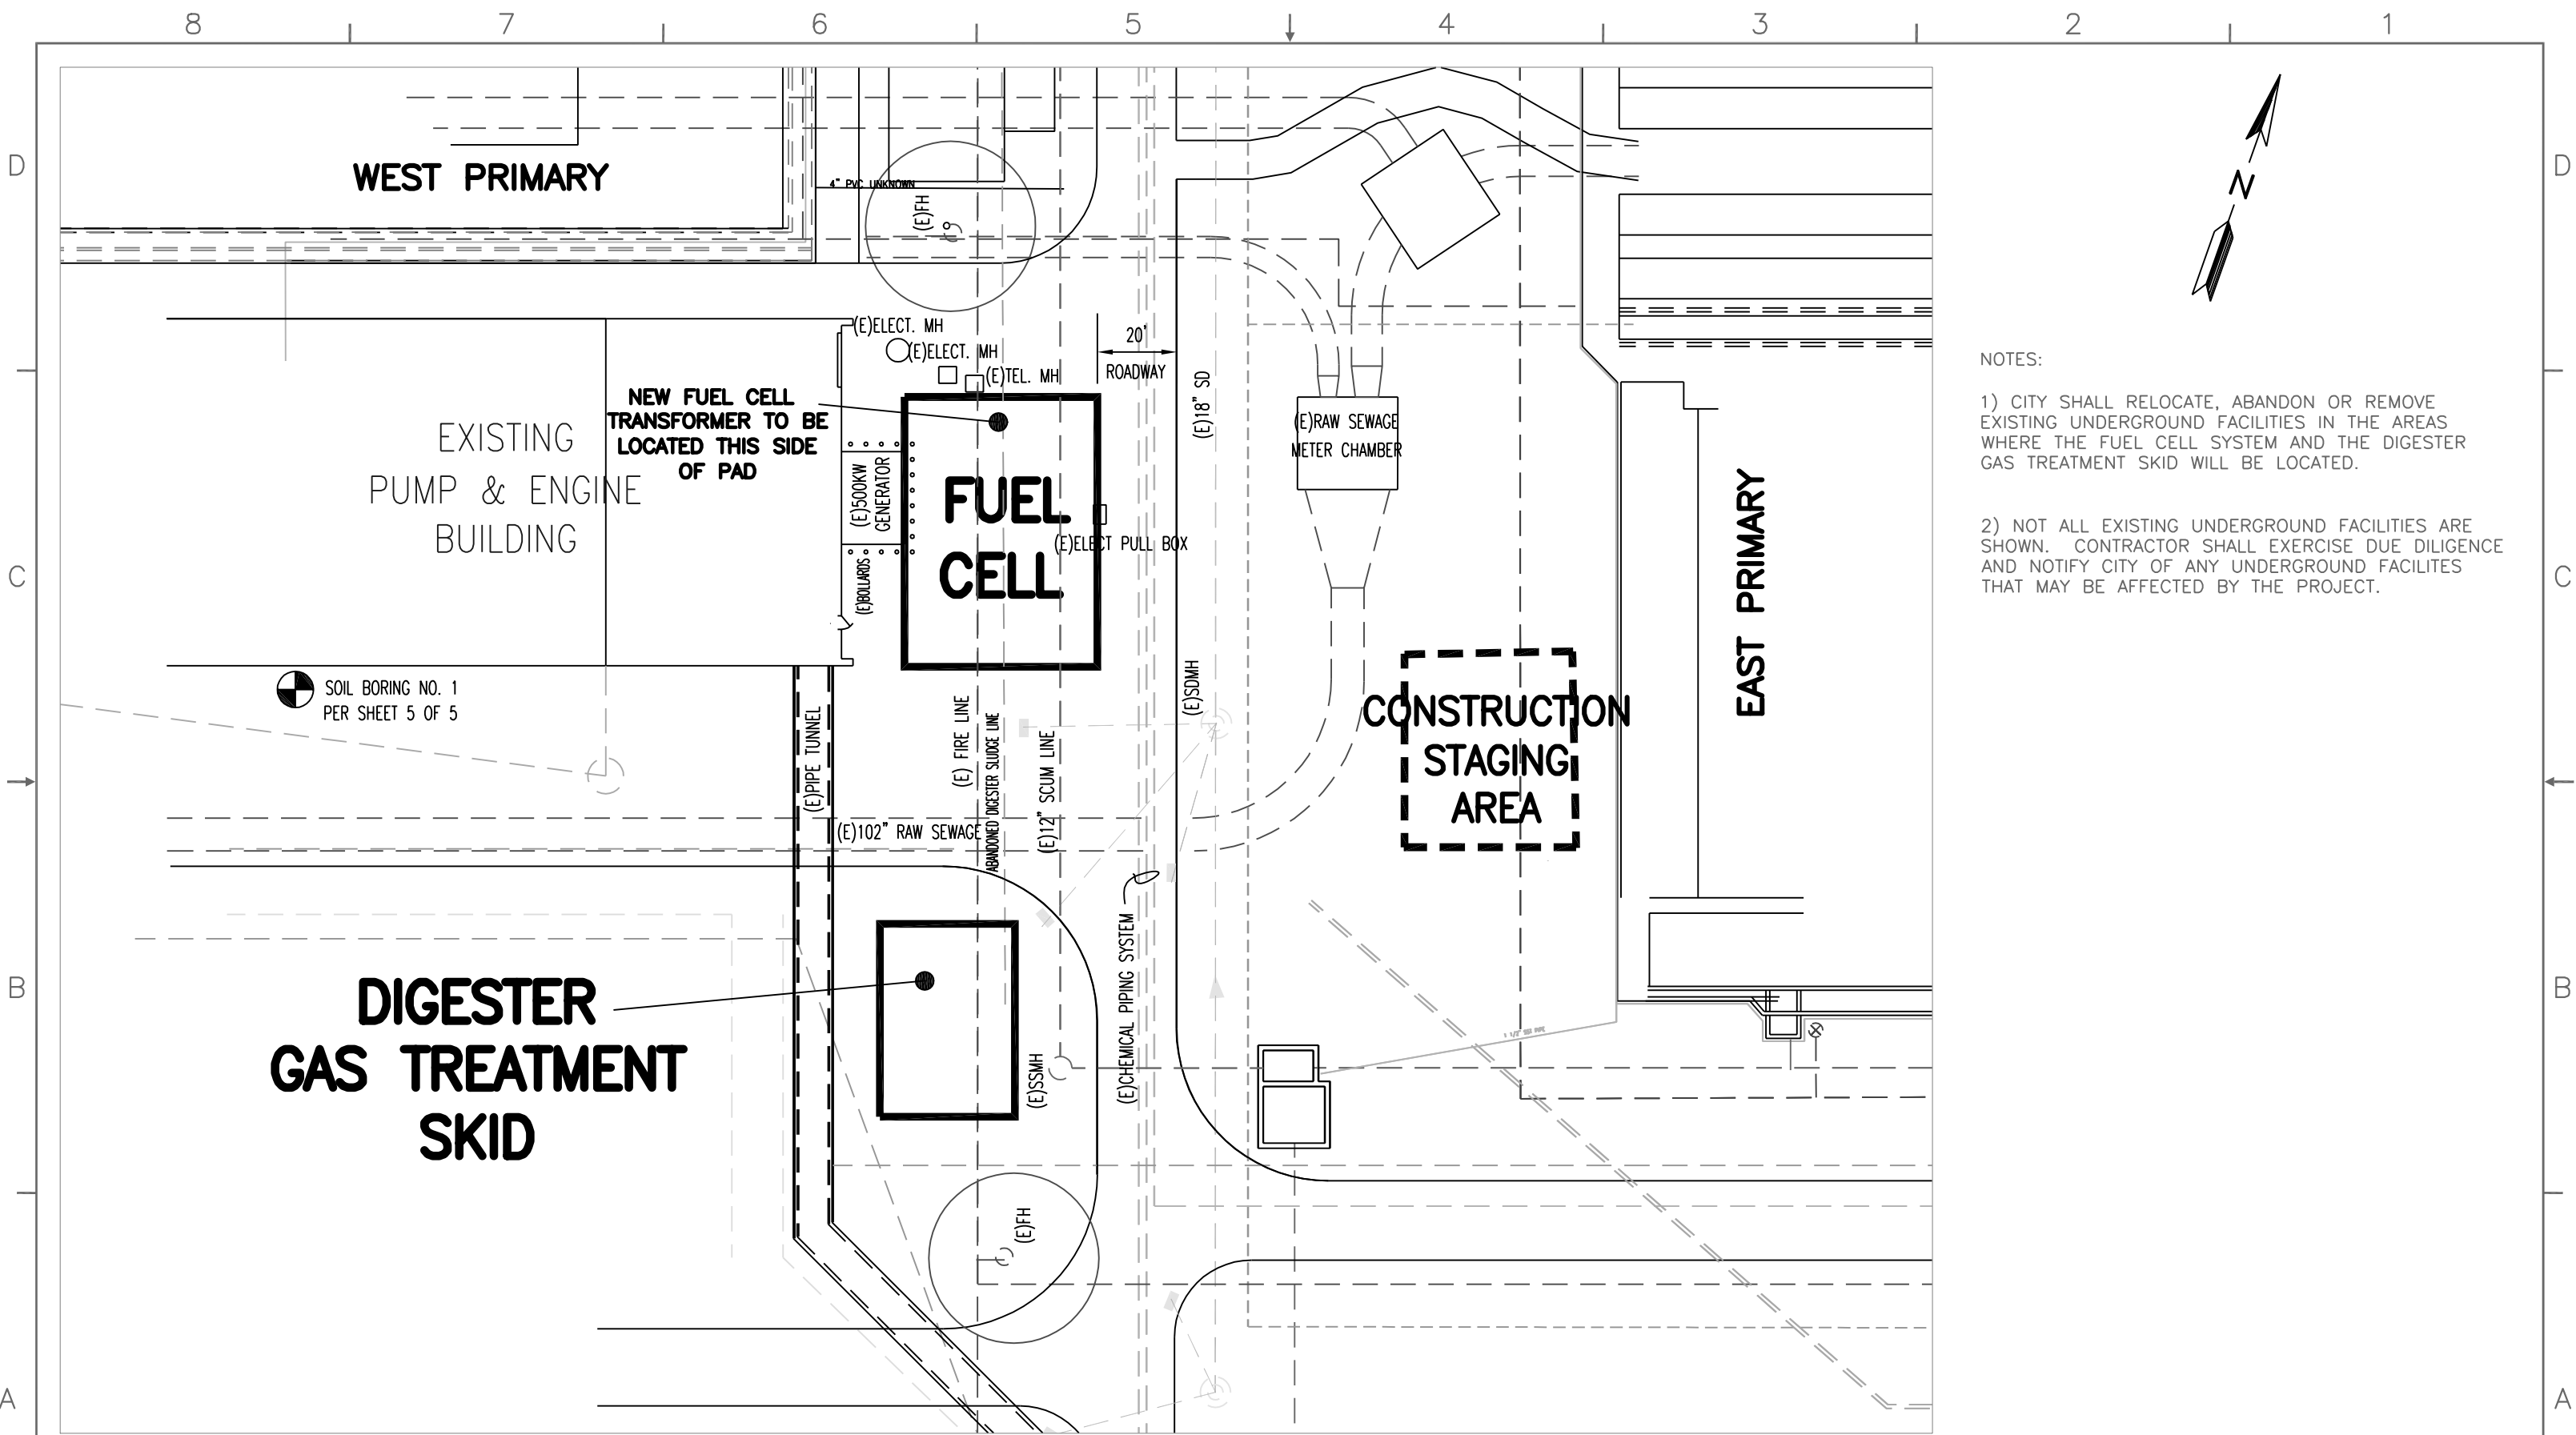 8 7 6 5 4 3 2 1
D D
WEST PRIMARY
4" PVC UNKNOWN
(E)FH
N
(E)ELECT. MH
(E)ELECT. MH
(E)TEL. MH
20'
ROADWAY
(E)18" SD
NEW FUEL CELL
TRANSFORMER TO BE
LOCATED THIS SIDE
OF PAD
EXISTING
PUMP & ENGINE
BUILDING
(E)500KW
GENERATOR
(E)BOLLARDS
FUEL
CELL
(E)ELECT PULL BOX
(E)RAW SEWAGE
METER CHAMBER
EAST PRIMARY
NOTES:
1) CITY SHALL RELOCATE, ABANDON OR REMOVE
EXISTING UNDERGROUND FACILITIES IN THE AREAS
WHERE THE FUEL CELL SYSTEM AND THE DIGESTER
GAS TREATMENT SKID WILL BE LOCATED.
2) NOT ALL EXISTING UNDERGROUND FACILITIES ARE
SHOWN. CONTRACTOR SHALL EXERCISE DUE DILIGENCE
AND NOTIFY CITY OF ANY UNDERGROUND FACILITES
THAT MAY BE AFFECTED BY THE PROJECT.
C C
SOIL BORING NO. 1
PER SHEET 5 OF 5
(E)PIPE TUNNEL
(E) FIRE LINE
ABANDONED DIGESTER SLUDGE LINE
(E)12" SCUM LINE
(E)SDMH
(E)102" RAW SEWAGE
CONSTRUCTION
STAGING
AREA
B B
DIGESTER
GAS TREATMENT
SKID
(E)SSMH
(E)CHEMICAL PIPING SYSTEM
(E)FH
A A